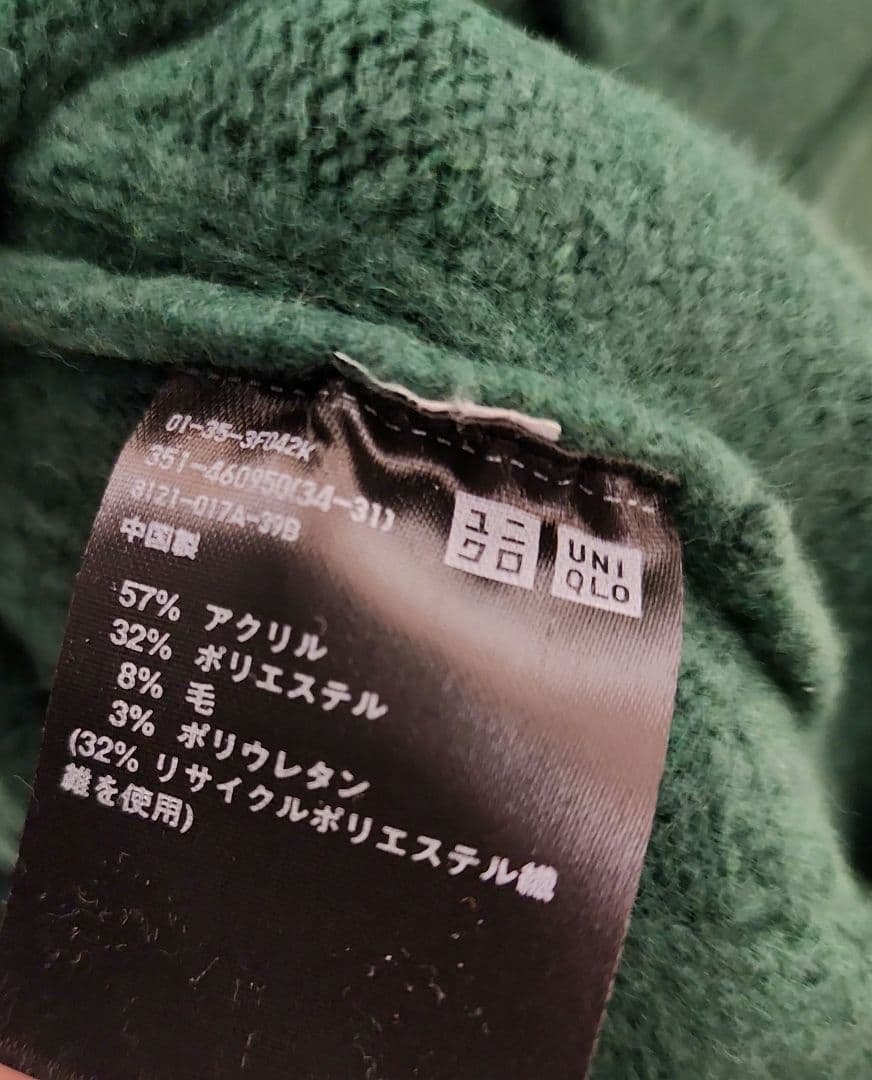 01-35-3F042K
351-460950(34-31)
3121-017A-39B
中国製
ユニ
クロ
UNI
QLO
57% アクリル
32% ポリエステル
8% 毛
3% ポリウレタン
(32% リサイクルポリエステル繊
維を使用)